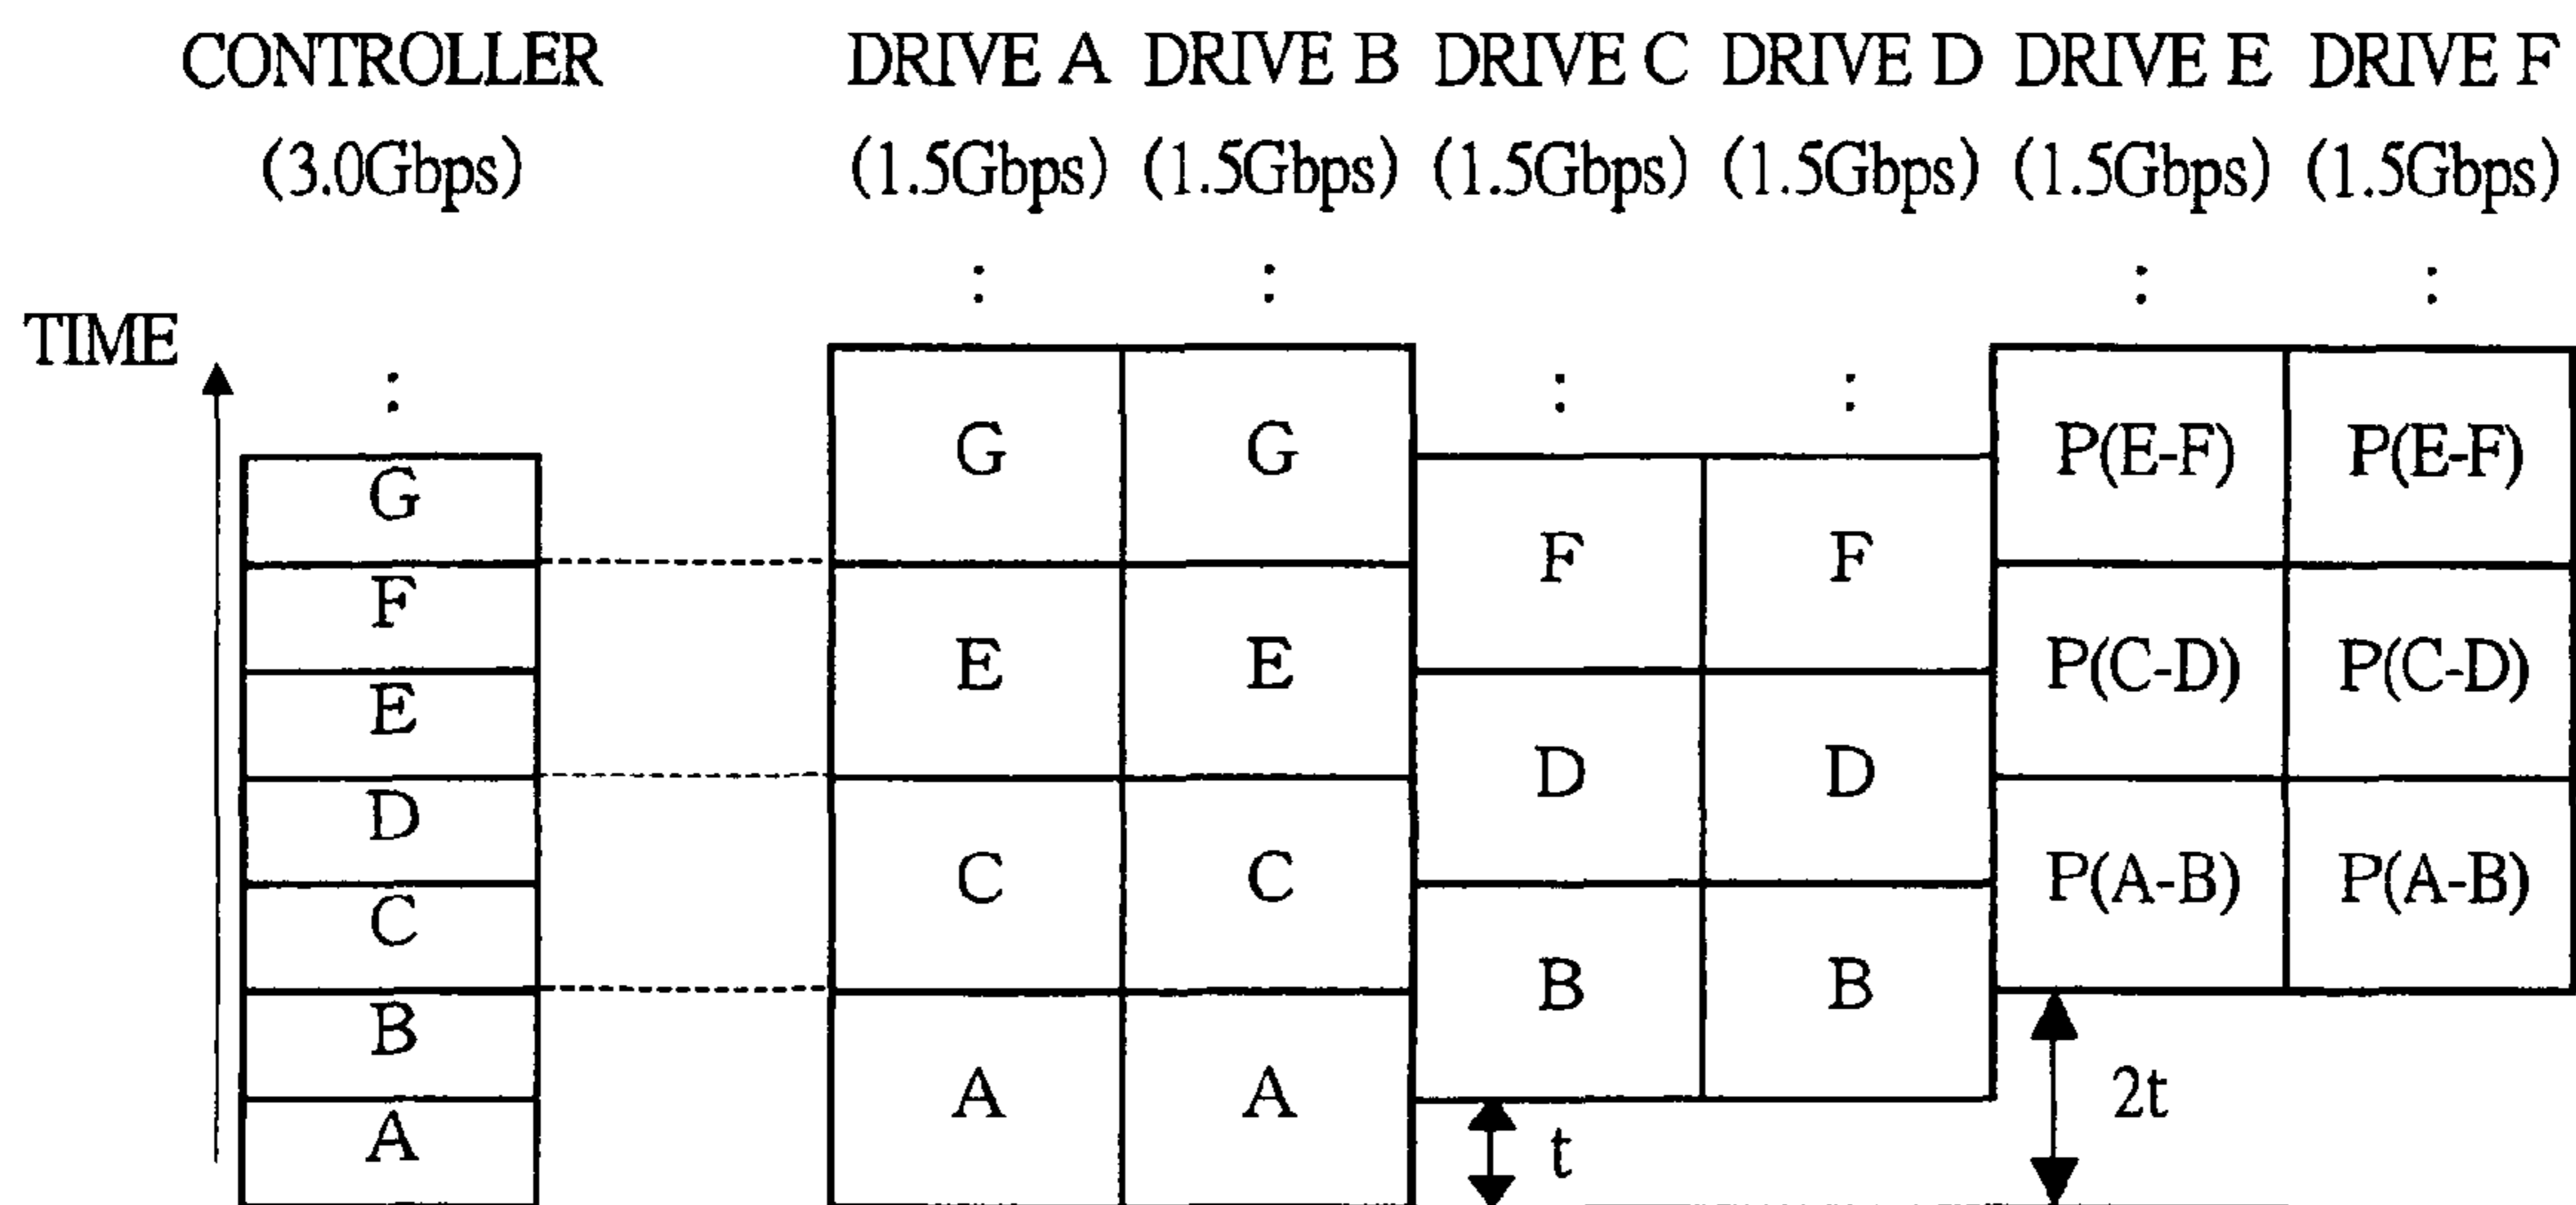 CONTROLLER DRIVE A DRIVE B DRIVE C DRIVE D DRIVE E DRIVE F
(3.0Gbps) (1.5Gbps) (1.5Gbps) (1.5Gbps) (1.5Gbps) (1.5Gbps) (1.5Gbps)
: : : :
TIME
: : :
G G P(E-F) P(E-F)
G
F F
F
E E P(C-D) P(C-D)
E
D D
D
C C P(A-B) P(A-B)
C
B B
B
A A 2t
A t